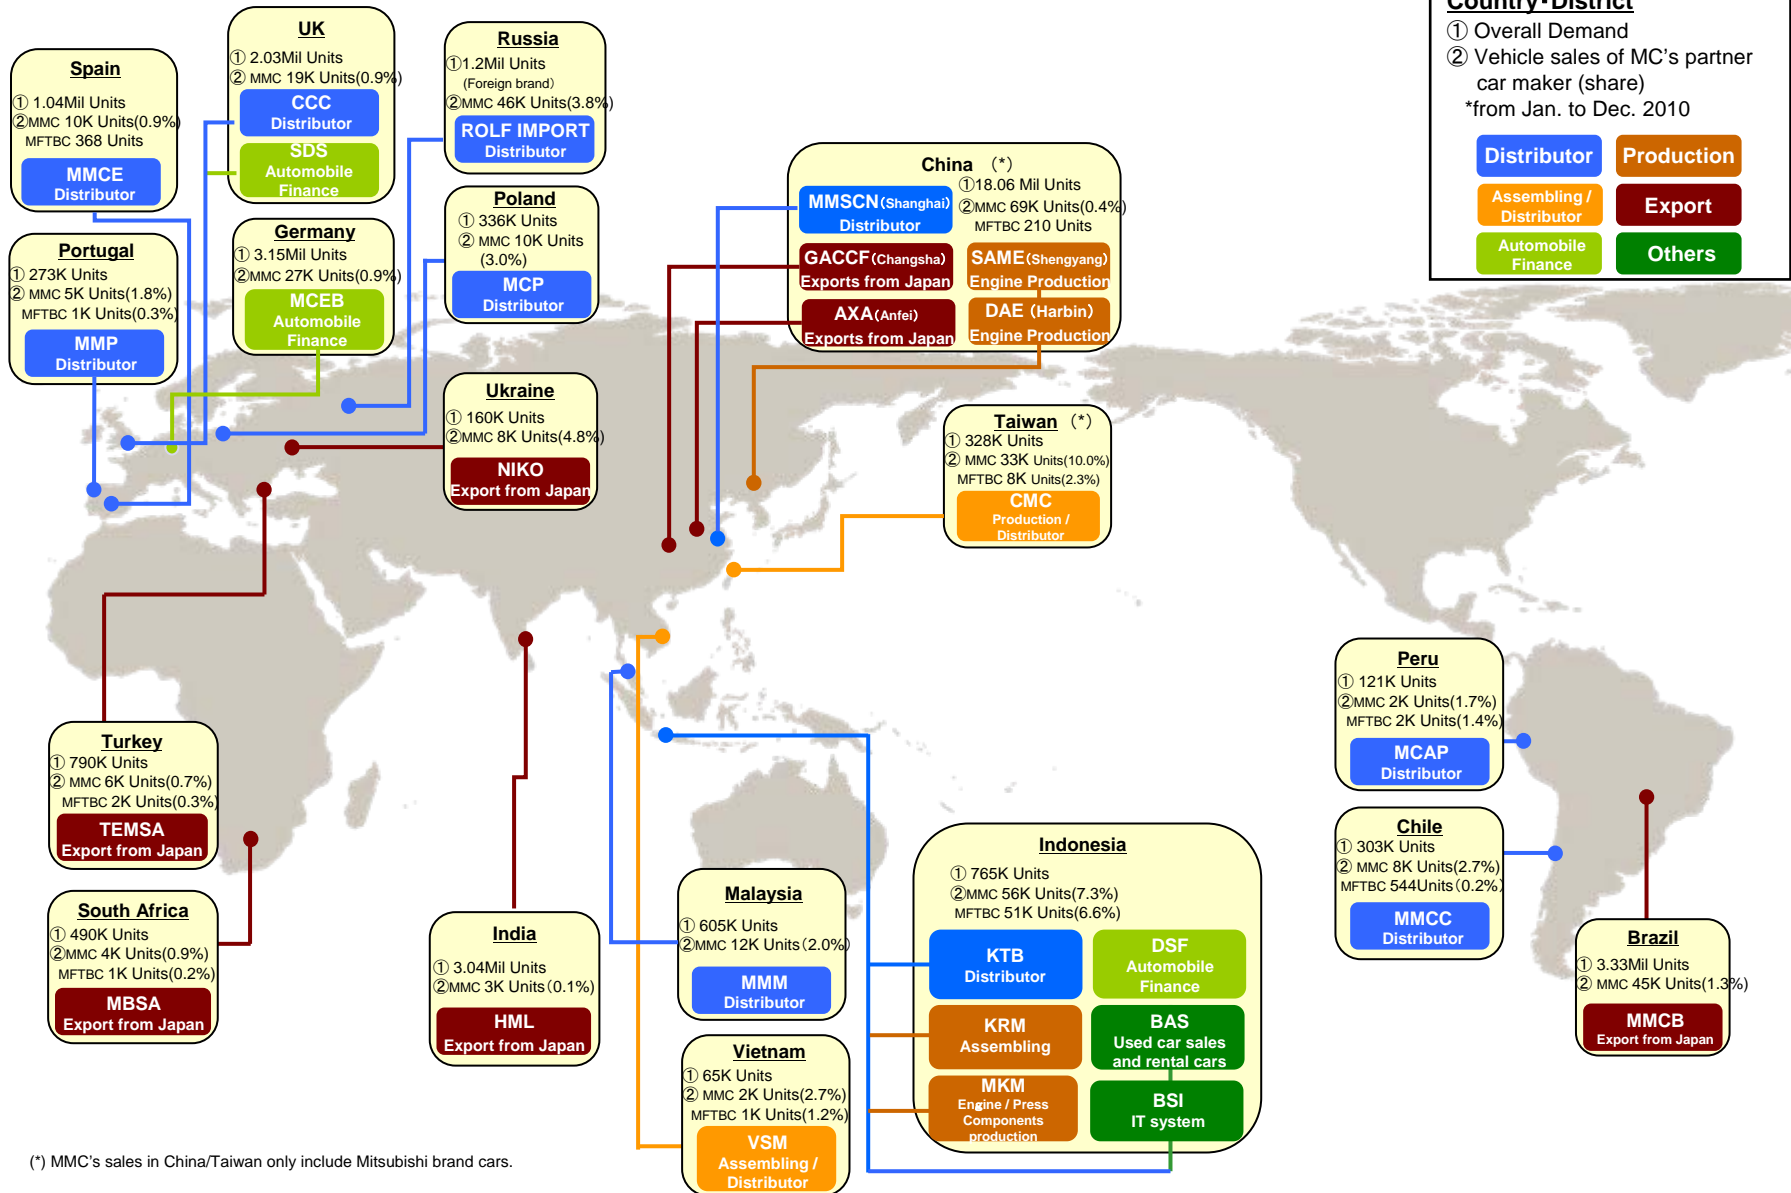 Country・District
① Overall Demand
② Vehicle sales of MC's partner
car maker (share)
*from Jan. to Dec. 2010
Distributor
Production
Assembling /
Distributor
Export
Automobile
Finance
Others
Spain
① 1.04Mil Units
②MMC 10K Units(0.9%)
MFTBC 368 Units
MMCE
Distributor
UK
① 2.03Mil Units
② MMC 19K Units(0.9%)
CCC
Distributor
SDS
Automobile
Finance
Russia
①1.2Mil Units
(Foreign brand)
②MMC 46K Units(3.8%)
ROLF IMPORT
Distributor
Portugal
① 273K Units
② MMC 5K Units(1.8%)
MFTBC 1K Units(0.3%)
MMP
Distributor
Germany
① 3.15Mil Units
②MMC 27K Units(0.9%)
MCEB
Automobile
Finance
Poland
① 336K Units
② MMC 10K Units
(3.0%)
MCP
Distributor
China (*)
①18.06 Mil Units
②MMC 69K Units(0.4%)
MFTBC 210 Units
MMSCN(Shanghai)
Distributor
GACCF(Changsha)
Exports from Japan
SAME(Shengyang)
Engine Production
AXA(Anfei)
Exports from Japan
DAE (Harbin)
Engine Production
Ukraine
① 160K Units
②MMC 8K Units(4.8%)
NIKO
Export from Japan
Taiwan (*)
① 328K Units
② MMC 33K Units(10.0%)
MFTBC 8K Units(2.3%)
CMC
Production /
Distributor
Turkey
① 790K Units
② MMC 6K Units(0.7%)
MFTBC 2K Units(0.3%)
TEMSA
Export from Japan
South Africa
① 490K Units
②MMC 4K Units(0.9%)
MFTBC 1K Units(0.2%)
MBSA
Export from Japan
India
① 3.04Mil Units
②MMC 3K Units(0.1%)
HML
Export from Japan
Malaysia
① 605K Units
②MMC 12K Units(2.0%)
MMM
Distributor
Vietnam
① 65K Units
② MMC 2K Units(2.7%)
MFTBC 1K Units(1.2%)
VSM
Assembling /
Distributor
Indonesia
① 765K Units
②MMC 56K Units(7.3%)
MFTBC 51K Units(6.6%)
KTB
Distributor
DSF
Automobile
Finance
KRM
Assembling
BAS
Used car sales
and rental cars
MKM
Engine / Press
Components
production
BSI
IT system
Peru
① 121K Units
②MMC 2K Units(1.7%)
MFTBC 2K Units(1.4%)
MCAP
Distributor
Chile
① 303K Units
② MMC 8K Units(2.7%)
MFTBC 544Units(0.2%)
MMCC
Distributor
Brazil
① 3.33Mil Units
② MMC 45K Units(1.3%)
MMCB
Export from Japan
(*) MMC's sales in China/Taiwan only include Mitsubishi brand cars.